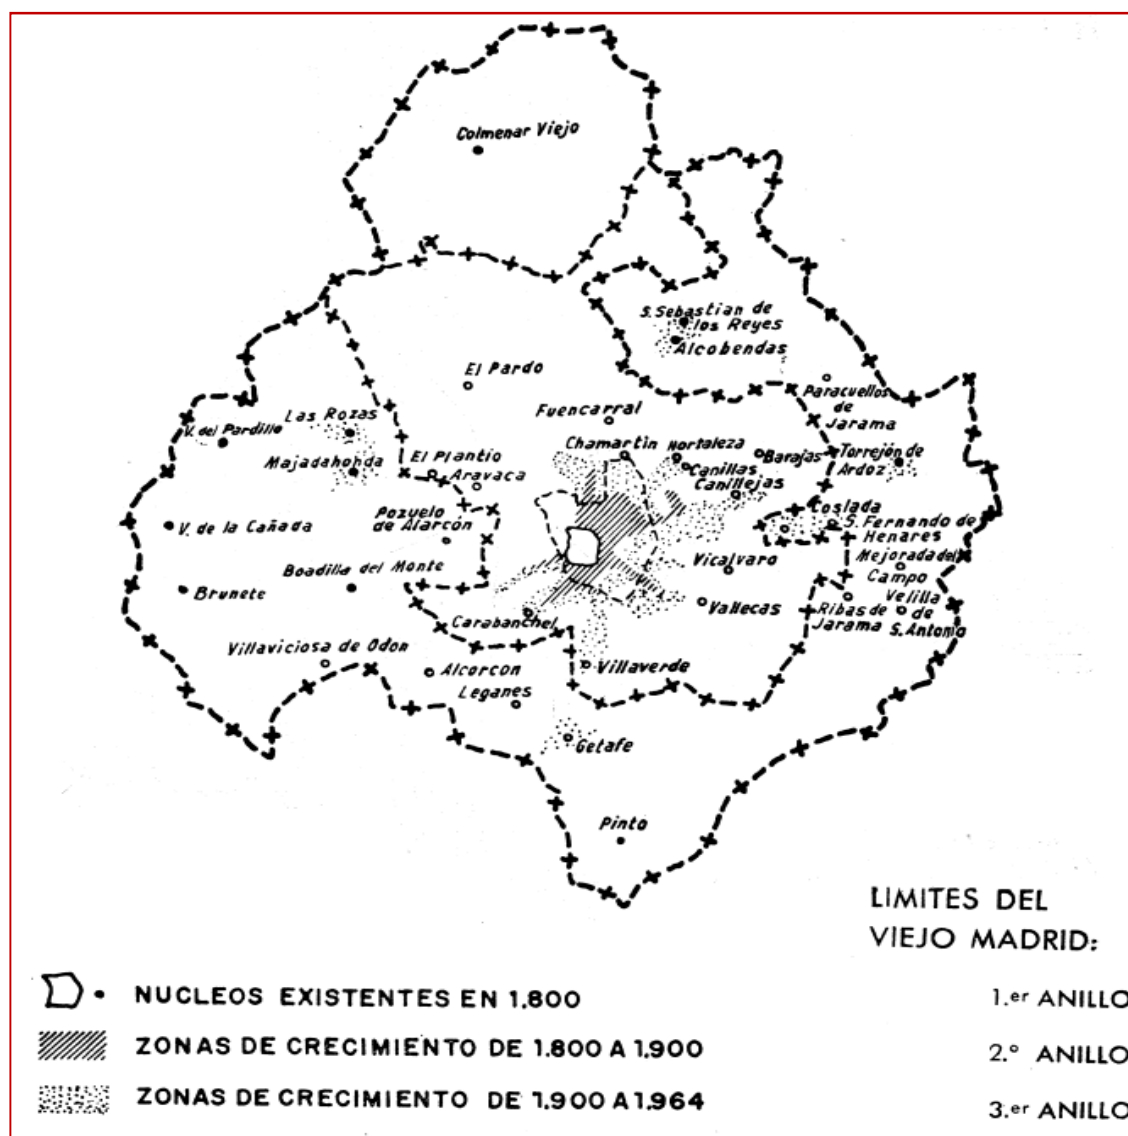 Colmenar Viejo
S. Sebastian de
los Reyes
Alcobendas
El Pardo
Paracuellos
de
Jarama
Fuencarral
Las Rozas
V. del Pardillo
Chamartin
Hortaleza
Barajas
Torrejón de
Ardoz
Majadahonda
El Plantio
Aravaca
Canillas
Canillejas
Pozuelo
de Alarcón
Coslada
V. de la Cañada
S. Fernando de
Henares
Mejorada del
Campo
Vicalvaro
Boadilla del Monte
Brunete
Velilla
de
S. Antonio
Vallecas
Ribas de
Jarama
Carabanchel
Villaviciosa de Odon
Alcorcon
Villaverde
Leganes
Getafe
Pinto
LIMITES DEL
VIEJO MADRID:
NUCLEOS EXISTENTES EN 1.800
1.er ANILLO
ZONAS DE CRECIMIENTO DE 1.800 A 1.900
2.º ANILLO
ZONAS DE CRECIMIENTO DE 1.900 A 1.964
3.er ANILLO